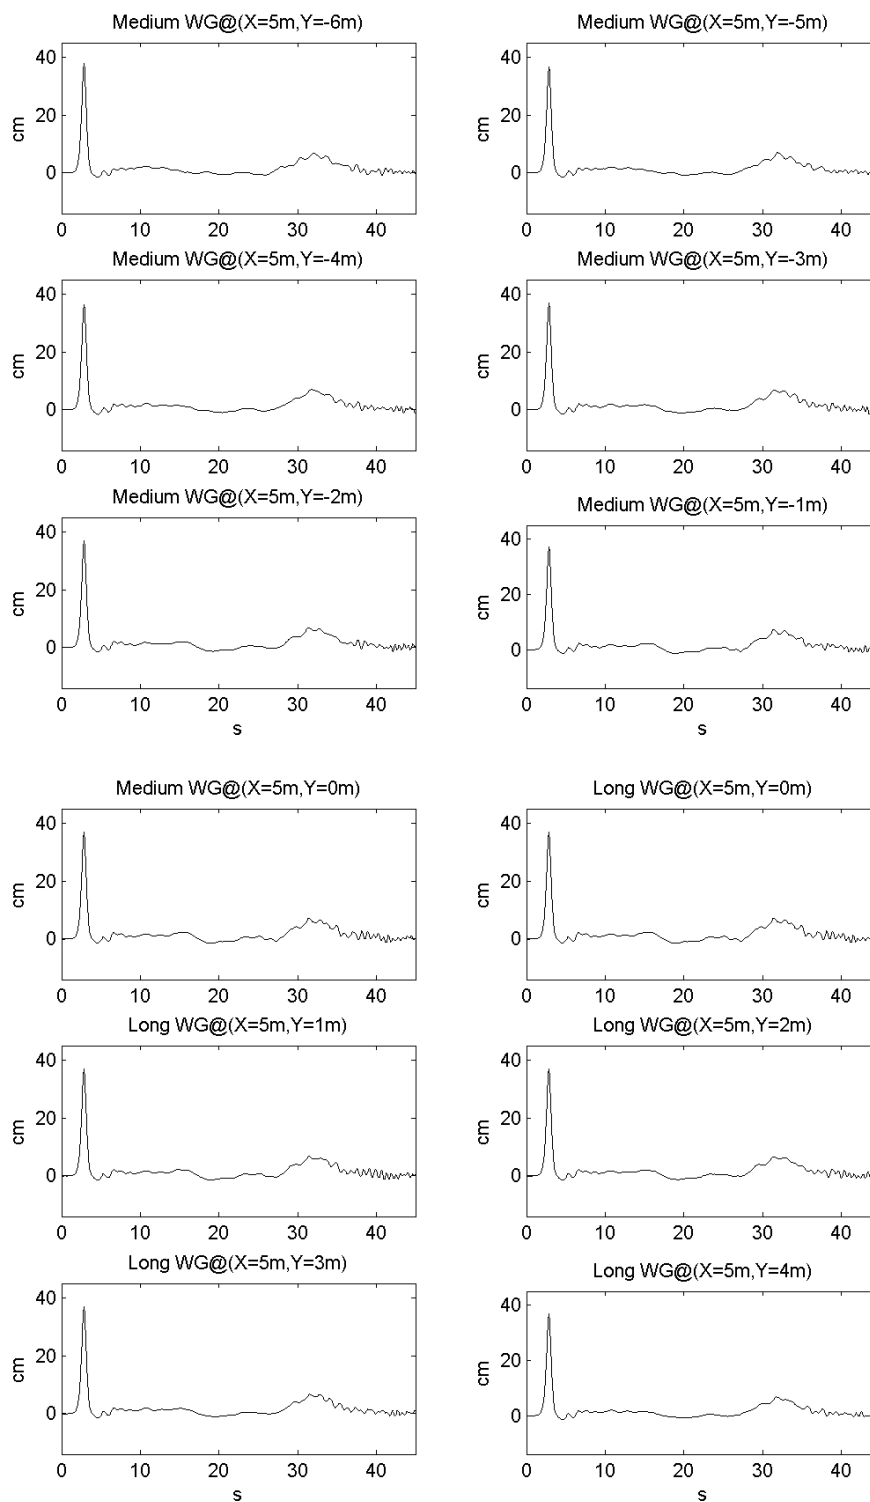 Medium WG@(X=5m,Y=-6m)
Medium WG@(X=5m,Y=-5m)
40
20
0
cm
0 10 20 30 40
40
20
0
cm
0 10 20 30 40
Medium WG@(X=5m,Y=-4m)
Medium WG@(X=5m,Y=-3m)
40
20
0
cm
0 10 20 30 40
40
20
0
cm
0 10 20 30 40
Medium WG@(X=5m,Y=-2m)
Medium WG@(X=5m,Y=-1m)
40
20
0
cm
0 10 20 30 40
s
40
20
0
cm
0 10 20 30 40
s
Medium WG@(X=5m,Y=0m)
Long WG@(X=5m,Y=0m)
40
20
0
cm
0 10 20 30 40
40
20
0
cm
0 10 20 30 40
Long WG@(X=5m,Y=1m)
Long WG@(X=5m,Y=2m)
40
20
0
cm
0 10 20 30 40
40
20
0
cm
0 10 20 30 40
Long WG@(X=5m,Y=3m)
Long WG@(X=5m,Y=4m)
40
20
0
cm
0 10 20 30 40
s
40
20
0
cm
0 10 20 30 40
s